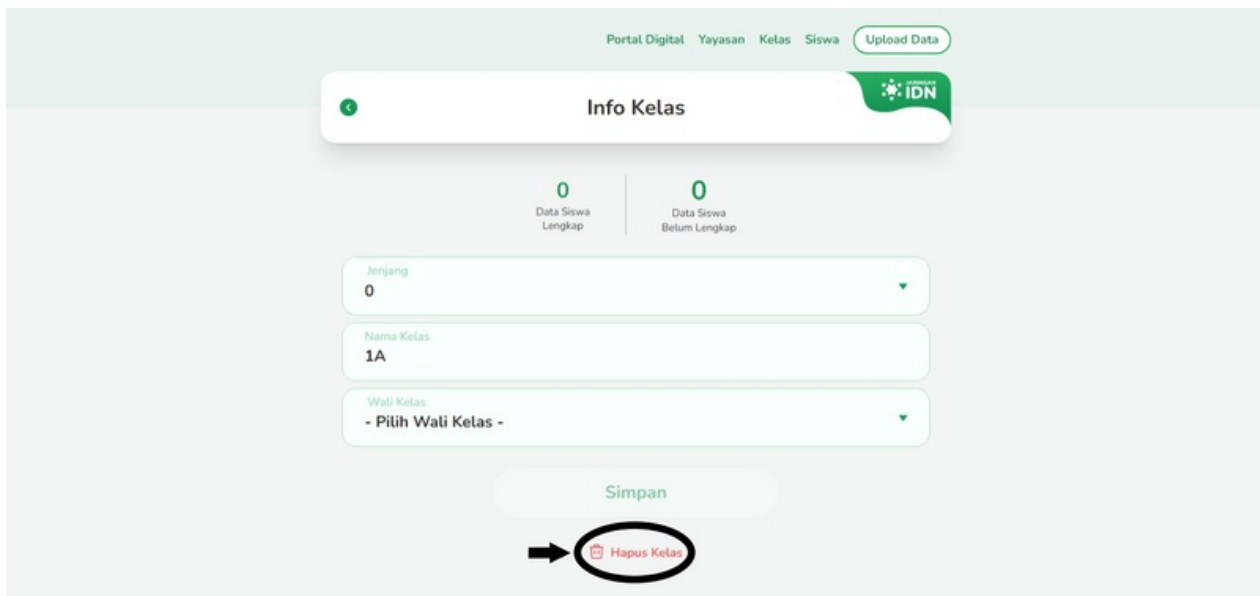 Portal Digital Yayasan Kelas Siswa Upload Data
JARINGAN
IDN
Info Kelas
0
Data Siswa
Lengkap
0
Data Siswa
Belum Lengkap
Jenjang
0
Nama Kelas
1A
Wali Kelas
- Pilih Wali Kelas -
Simpan
Hapus Kelas